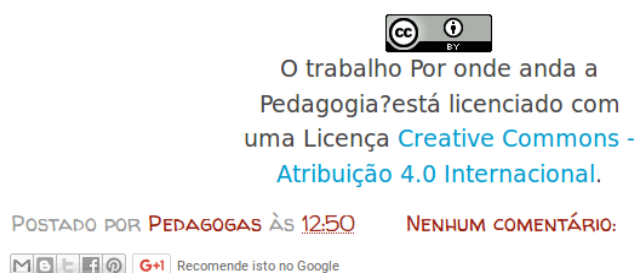 cc BY
O trabalho Por onde anda a
Pedagogia?está licenciado com
uma Licença Creative Commons -
Atribuição 4.0 Internacional.
POSTADO POR PEDAGOGAS ÀS 12:50 NENHUM COMENTÁRIO:
M B t f P G+1 Recomende isto no Google